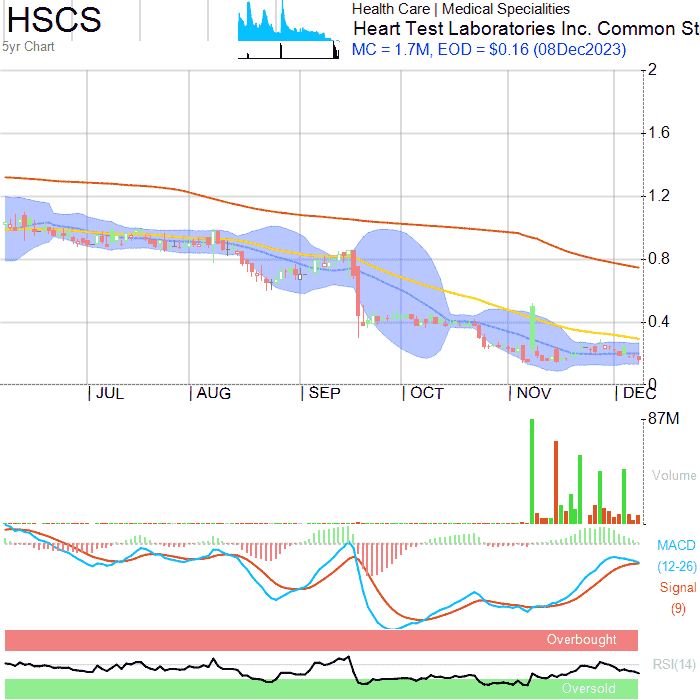 HSCS
5yr Chart
Health Care | Medical Specialities
Heart Test Laboratories Inc. Common St
MC = 1.7M, EOD = $0.16 (08Dec2023)
2
1.6
1.2
0.8
0.4
0
JUL AUG SEP OCT NOV DEC
87M
Volume
MACD
(12-26)
Signal
(9)
Overbought
RSI(14)
Oversold